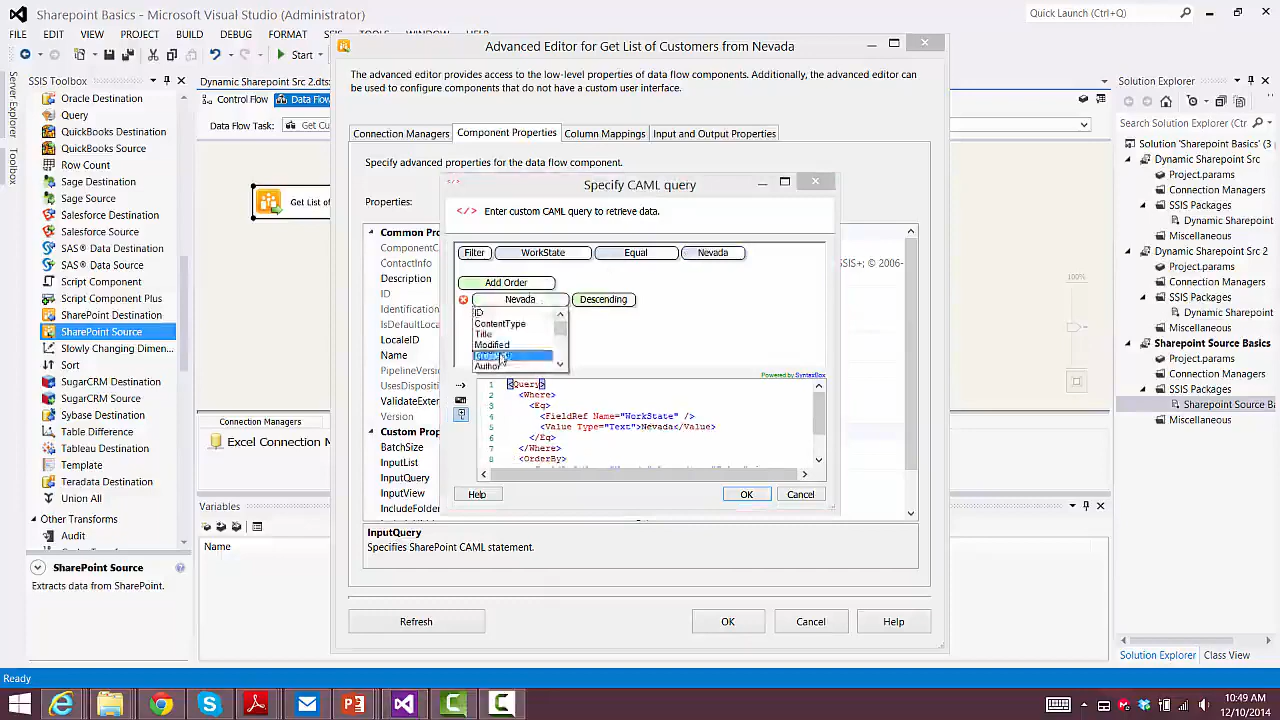 Sharepoint Basics - Microsoft Visual Studio (Administrator)
Quick Launch (Ctrl+Q)
FILE EDIT VIEW PROJECT BUILD DEBUG FORMAT
Start
Server Explorer
Toolbox
SSIS Toolbox
Oracle Destination
Query
QuickBooks Destination
QuickBooks Source
Row Count
Sage Destination
Sage Source
Salesforce Destination
Salesforce Source
SAS® Data Destination
SAS® Data Source
Script Component
Script Component Plus
SharePoint Destination
SharePoint Source
Slowly Changing Dimen...
SugarCRM Destination
SugarCRM Source
Sybase Destination
Table Difference
Tableau Destination
Template
Teradata Destination
Union All
Other Transforms
Audit
SharePoint Source
Extracts data from SharePoint.
Dynamic Sharepoint Src 2.dts
Control Flow
Data Flow
Data Flow Task:
Get Cu
Get List of
Connection Managers
Excel Connection M
Variables
Name
100%
Advanced Editor for Get List of Customers from Nevada
The advanced editor provides access to the low-level properties of data flow components. Additionally, the advanced editor can
be used to configure components that do not have a custom user interface.
Connection Managers Component Properties Column Mappings Input and Output Properties
Specify advanced properties for the data flow component.
Properties:
Common Pro
ComponentC
ContactInfo
SSIS+; © 2006-
Description
ID
Identification
IsDefaultLoca
LocaleID
Name
PipelineVersi
UsesDisposit
ValidateExter
Version
Custom Prop
BatchSize
InputList
InputQuery
InputView
IncludeFolder
InputQuery
Specifies SharePoint CAML statement.
Refresh OK Cancel Help
Specify CAML query
</> Enter custom CAML query to retrieve data.
Filter WorkState Equal Nevada
Add Order
Nevada Descending
ID
ContentType
Title
Modified
Author
Powered by SyntaxBox
1 <Query>
2 <Where>
3 <Eq>
4 <FieldRef Name="WorkState" />
5 <Value Type="Text">Nevada</Value>
6 </Eq>
7 </Where>
8 <OrderBy>
Help OK Cancel
Solution Explorer
Search Solution Explorer (Ctrl
Solution 'Sharepoint Basics' (3
Dynamic Sharepoint Src
Project.params
Connection Managers
SSIS Packages
Dynamic Sharepoint
Miscellaneous
Dynamic Sharepoint Src 2
Project.params
Connection Managers
SSIS Packages
Dynamic Sharepoint
Miscellaneous
Sharepoint Source Basics
Project.params
Connection Managers
SSIS Packages
Sharepoint Source Ba
Miscellaneous
Solution Explorer Class View
Ready
10:49 AM
12/10/2014